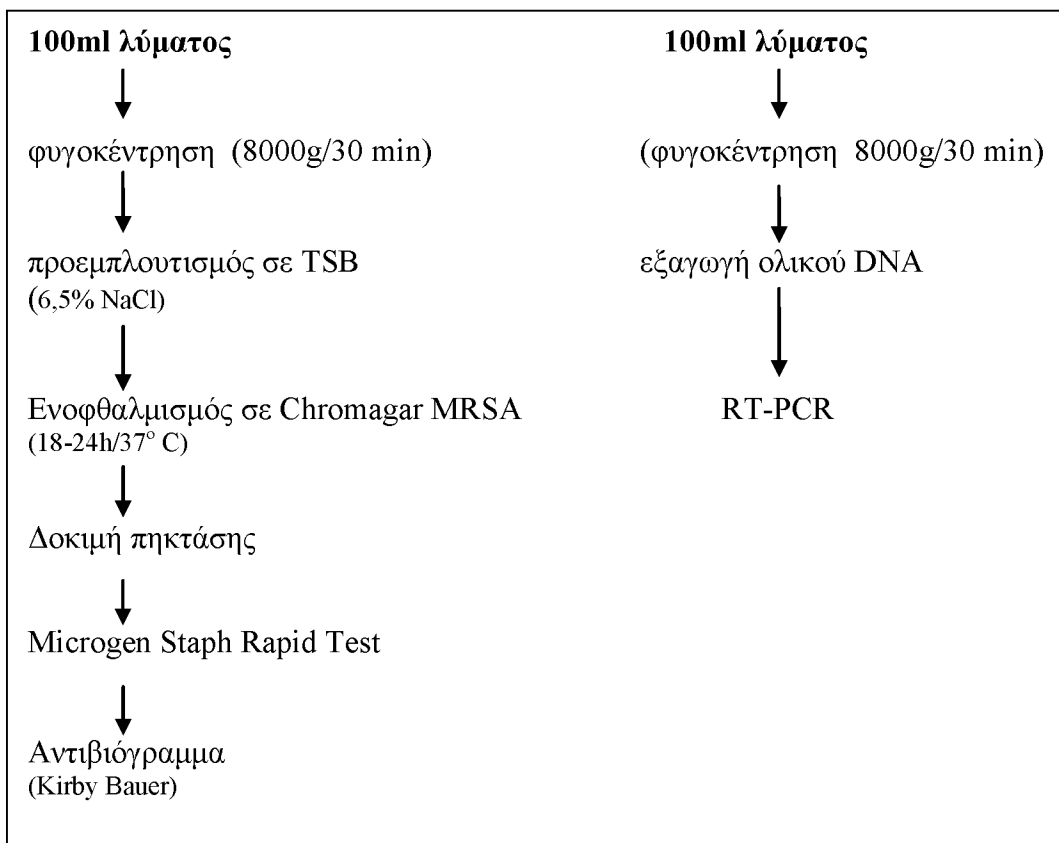 100ml λύματος
φυγοκέντρηση (8000g/30 min)
προεμπλουτισμός σε TSB
(6,5% NaCl)
Ενοφθαλμισμός σε Chromagar MRSA
(18-24h/37° C)
Δοκιμή πηκτάσης
Microgen Staph Rapid Test
Αντιβιόγραμμα
(Kirby Bauer)
100ml λύματος
(φυγοκέντρηση 8000g/30 min)
εξαγωγή ολικού DNA
RT-PCR